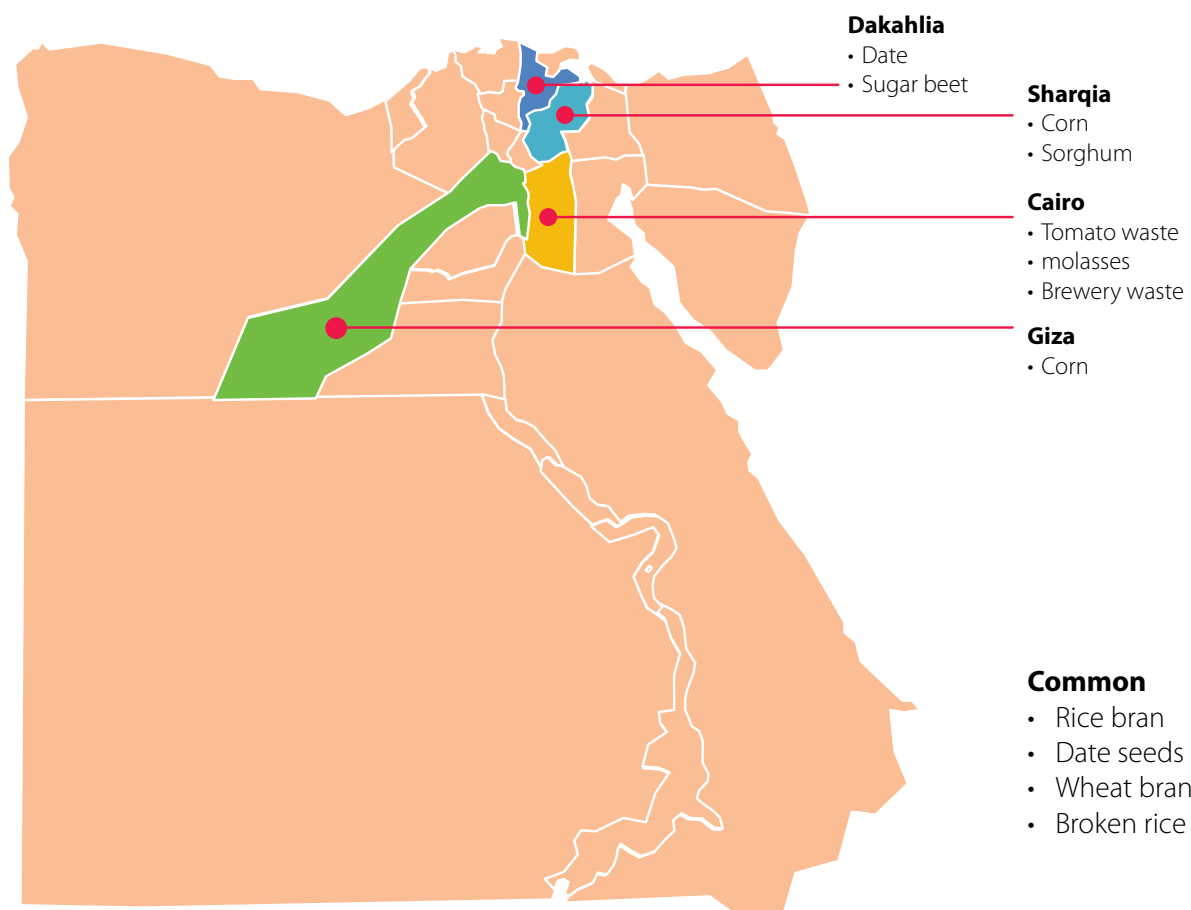 Dakahlia
• Date
• Sugar beet
Sharqia
• Corn
• Sorghum
Cairo
• Tomato waste
• molasses
• Brewery waste
Giza
• Corn
Common
• Rice bran
• Date seeds
• Wheat bran
• Broken rice